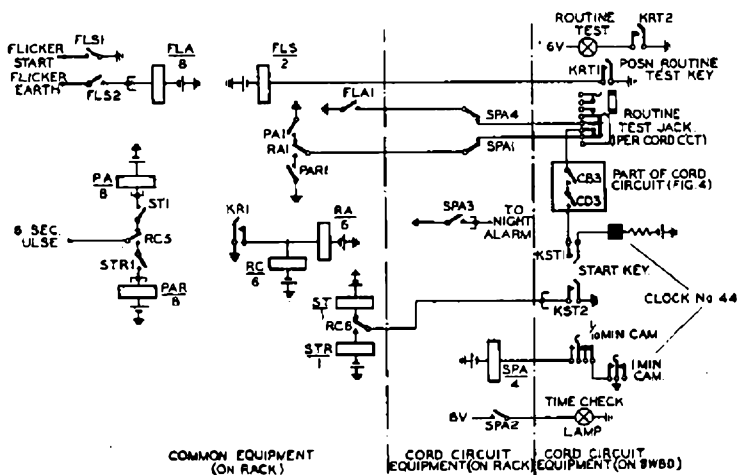 ROUTINE
TEST
KRT2
6V
FLS1
FLICKER
START
FLA
8
FLS
2
KRT1
POSN ROUTINE
TEST KEY
FLICKER
EARTH
FLS2
FLA1
SPA4
ROUTINE
TEST JACK
(PER CORD CCT)
PA1
RA1
SPA1
PAR1
PA
8
ST1
PART OF CORD
CIRCUIT (FIG. 4)
CB3
CD3
SPA3
TO
NIGHT
ALARM
KR1
RA
6
6 SEC.
ULSE
RC5
STR1
RC
6
KST1
START KEY
PAR
8
ST
1
RC6
KST2
CLOCK No 44
STR
1
1/10 MIN CAM
SPA
4
1 MIN
CAM.
TIME CHECK
LAMP
6V
SPA2
COMMON EQUIPMENT
(ON RACK)
CORD CIRCUIT
EQUIPMENT (ON RACK)
CORD CIRCUIT
EQUIPMENT (ON SWBD)